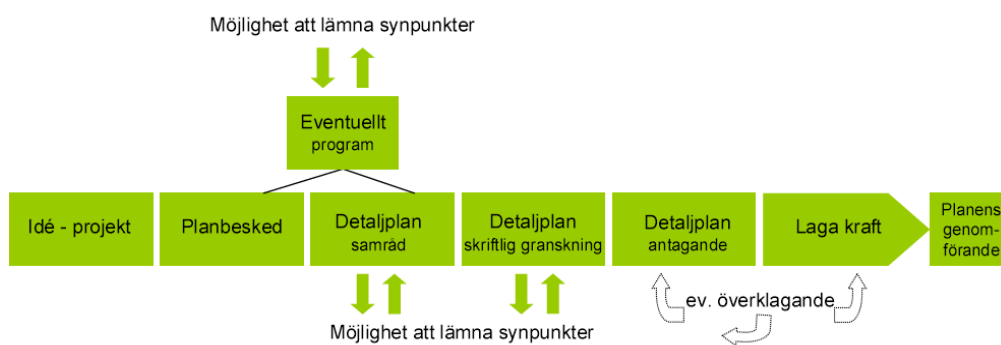 Möjlighet att lämna synpunkter
Eventuellt
program
Idé - projekt
Planbesked
Detaljplan
samråd
Detaljplan
skriftlig granskning
Detaljplan
antagande
Laga kraft
Planens
genom-
förande
Möjlighet att lämna synpunkter
ev. överklagande